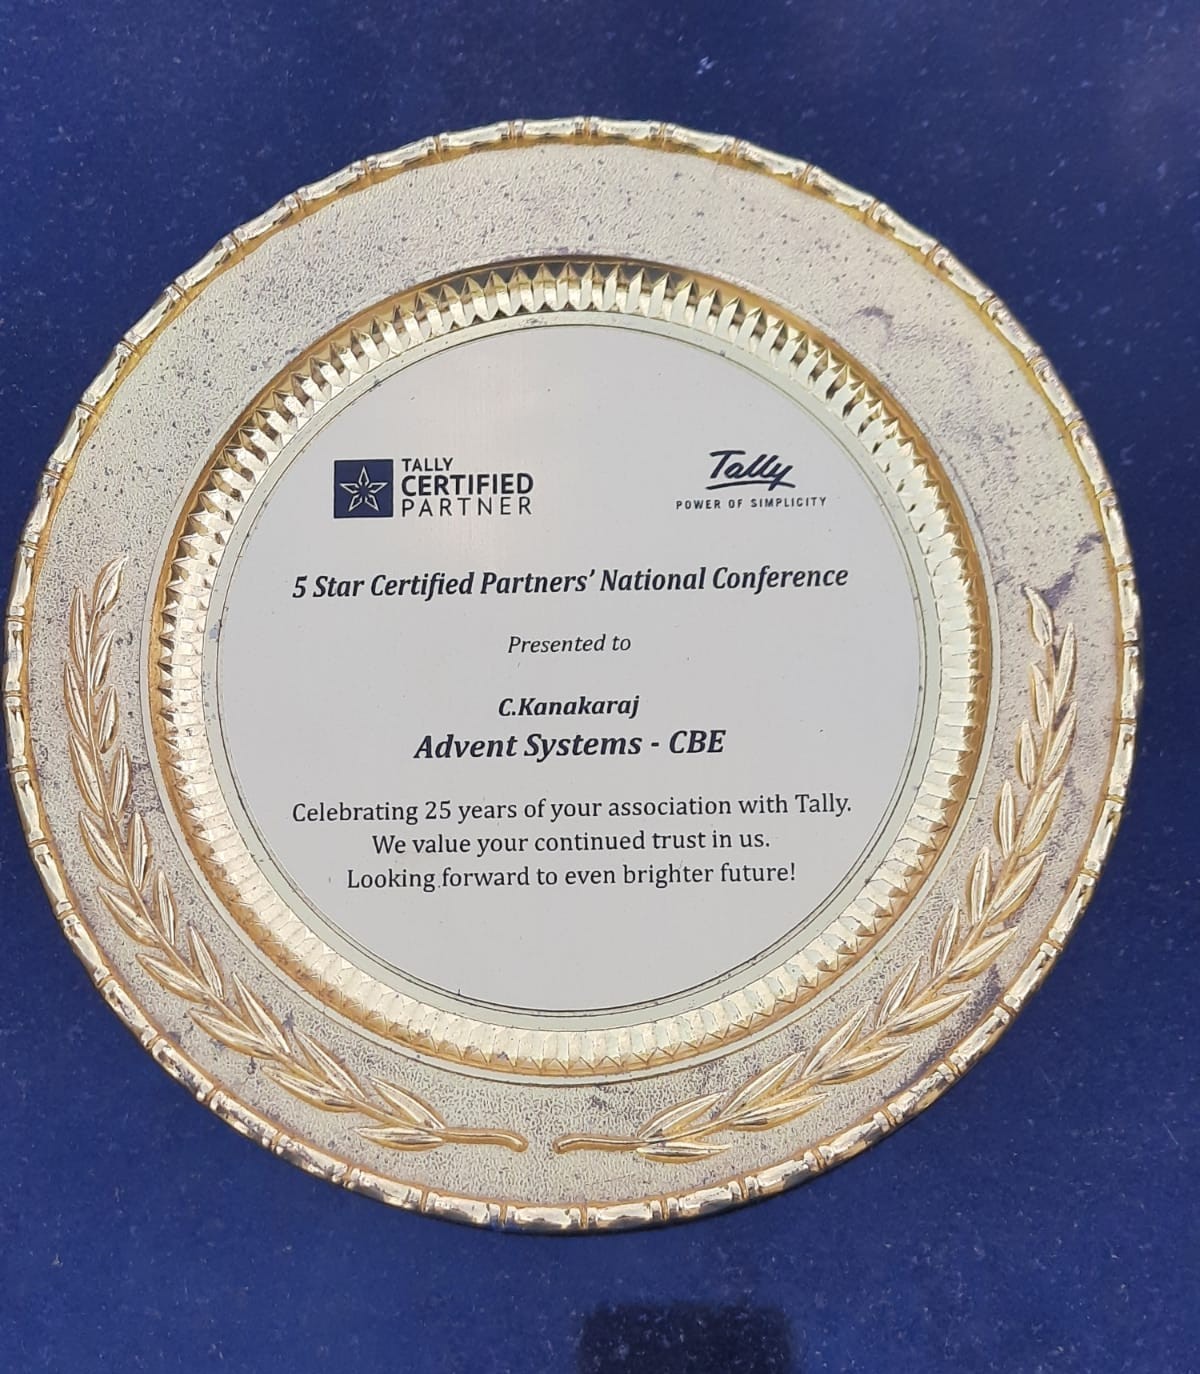 TALLY
CERTIFIED
PARTNER
Tally
POWER OF SIMPLICITY
5 Star Certified Partners’ National Conference
Presented to
C.Kanakaraj
Advent Systems - CBE
Celebrating 25 years of your association with Tally.
We value your continued trust in us.
Looking forward to even brighter future!